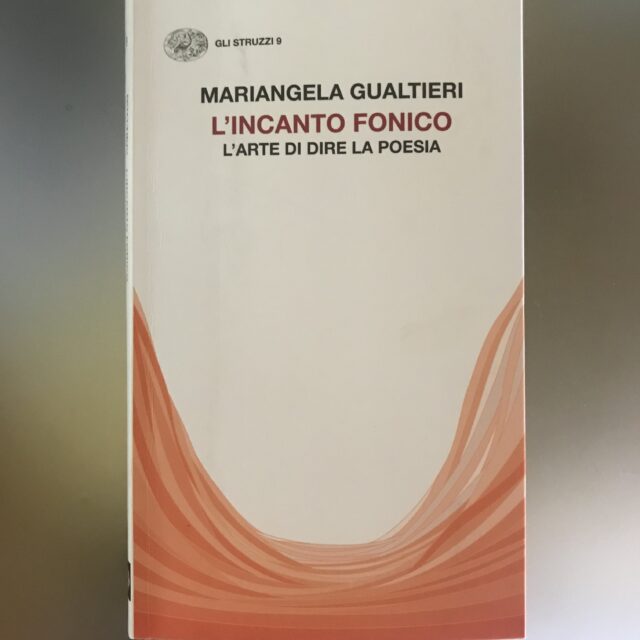 GLI STRUZZI 9
MARIANGELA GUALTIERI
L'INCANTO FONICO
L'ARTE DI DIRE LA POESIA